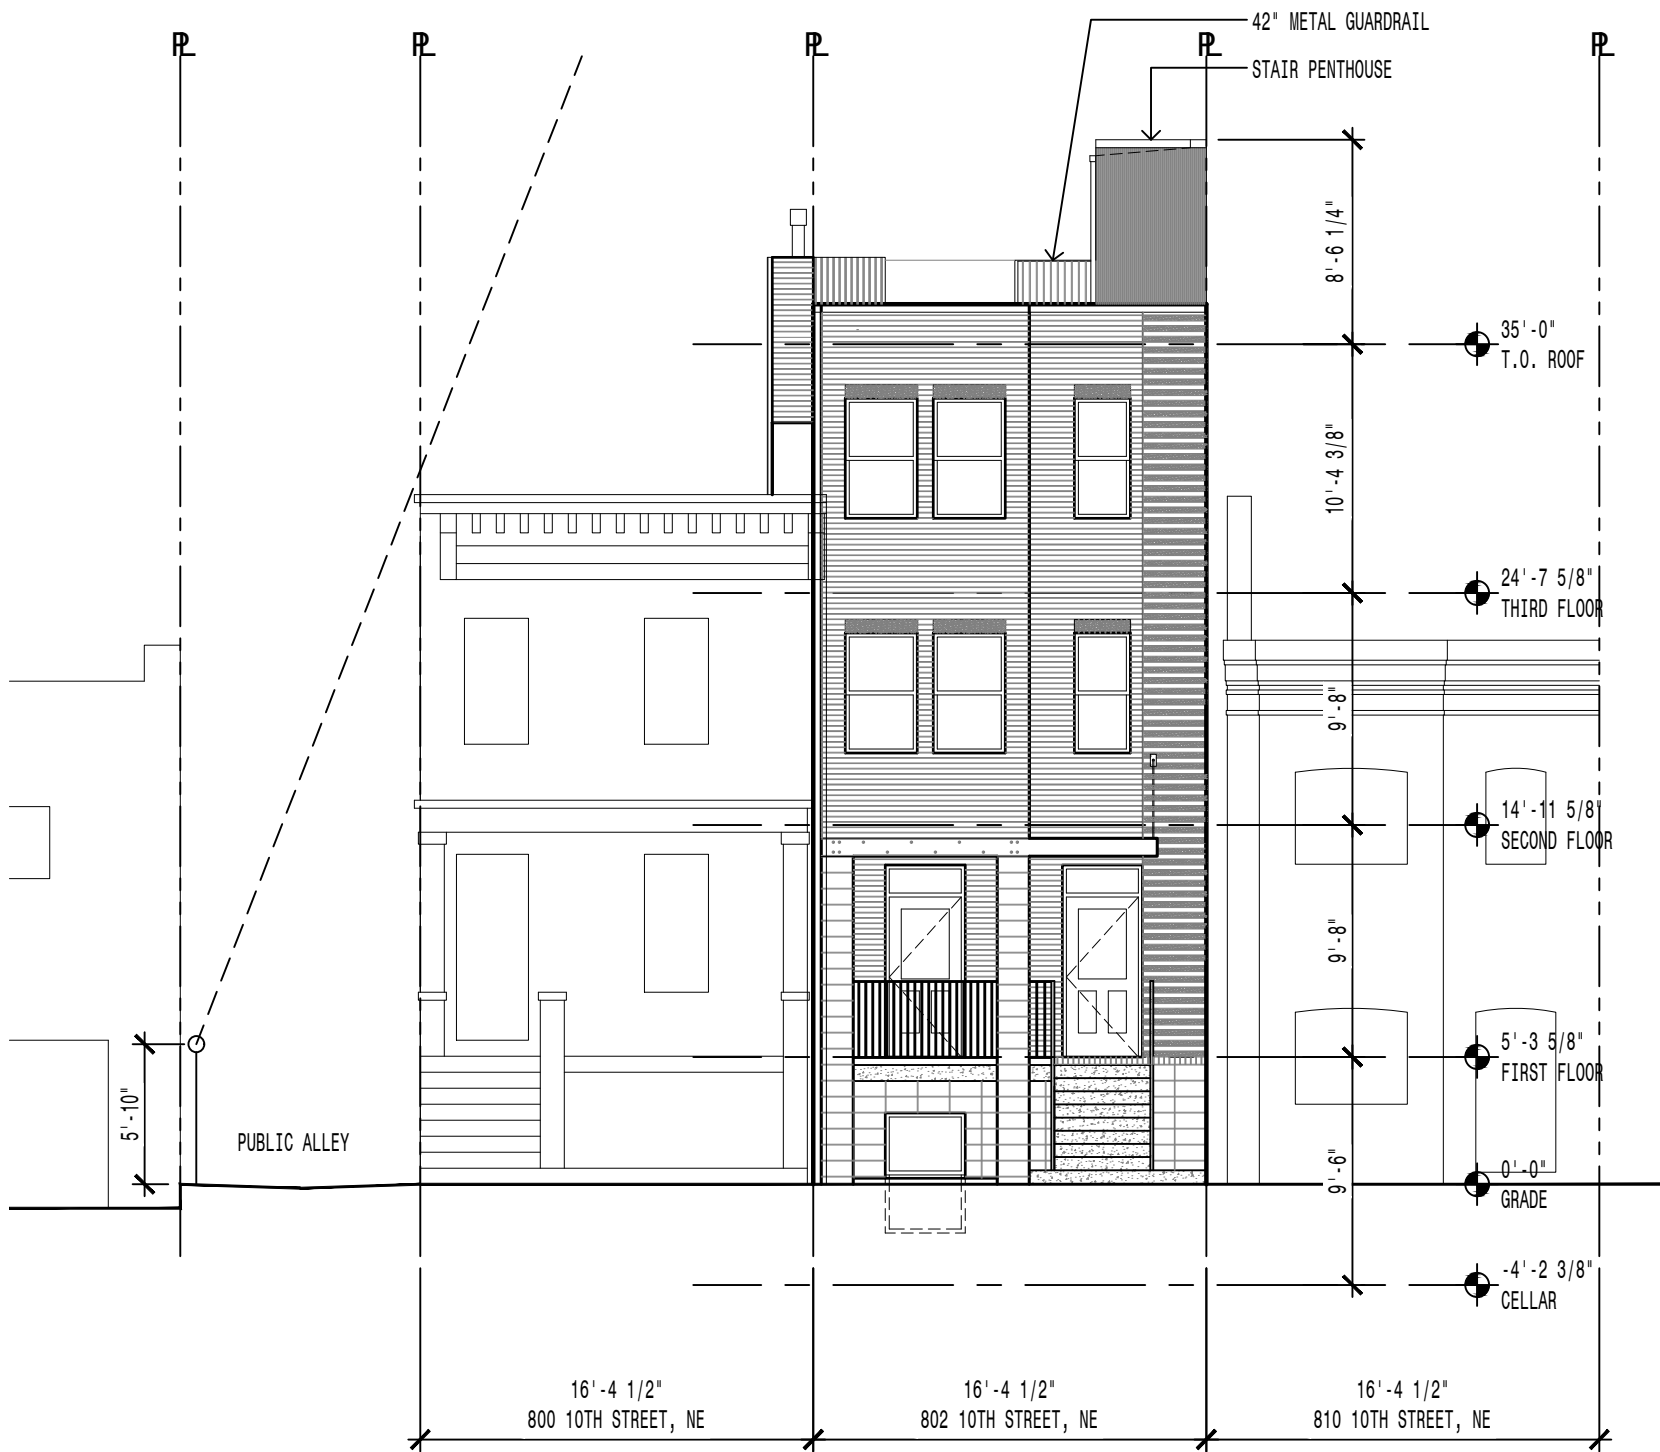 42" METAL GUARDRAIL
PL PL PL PL PL
STAIR PENTHOUSE
8'-6 1/4"
35'-0"
T.O. ROOF
10'-4 3/8"
24'-7 5/8"
THIRD FLOOR
9'-8"
14'-11 5/8"
SECOND FLOOR
9'-8"
5'-3 5/8"
FIRST FLOOR
5'-10"
PUBLIC ALLEY
9'-6"
0'-0"
GRADE
-4'-2 3/8"
CELLAR
16'-4 1/2"
800 10TH STREET, NE
16'-4 1/2"
802 10TH STREET, NE
16'-4 1/2"
810 10TH STREET, NE